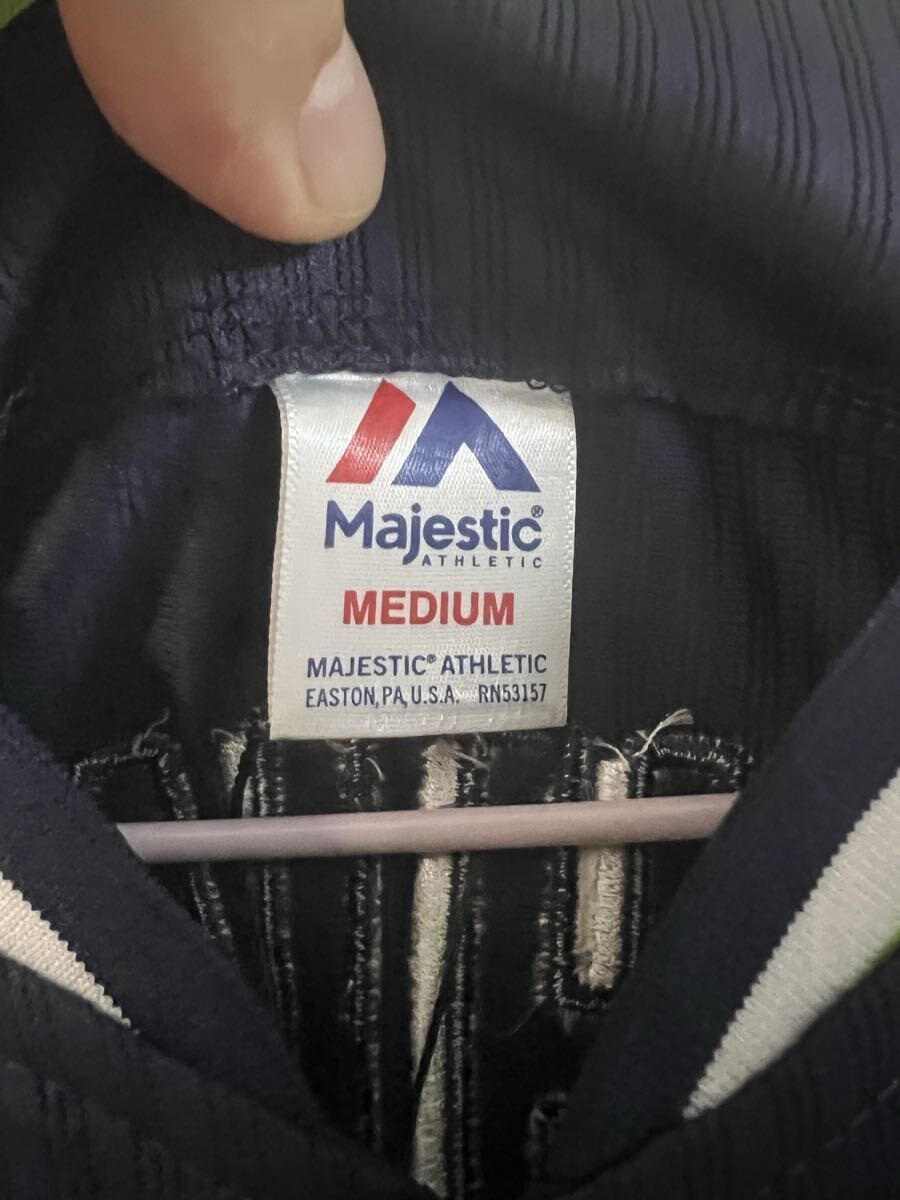 Majestic®
ATHLETIC
MEDIUM
MAJESTIC® ATHLETIC
EASTON, PA, U.S.A. RN53157